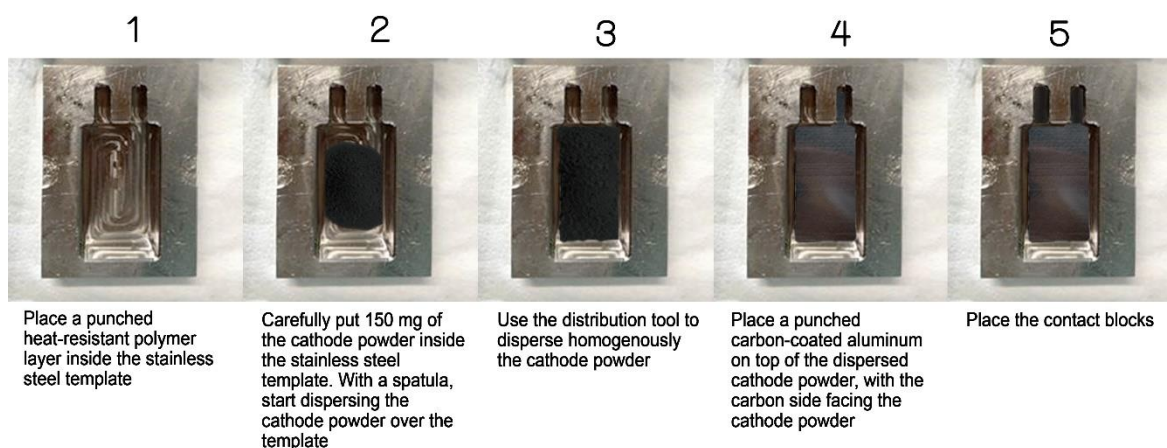 1
2
3
4
5
Place a punched
heat-resistant polymer
layer inside the stainless
steel template
Carefully put 150 mg of
the cathode powder inside
the stainless steel
template. With a spatula,
start dispersing the
cathode powder over the
template
Use the distribution tool to
disperse homogenously
the cathode powder
Place a punched
carbon-coated aluminum
on top of the dispersed
cathode powder, with the
carbon side facing the
cathode powder
Place the contact blocks